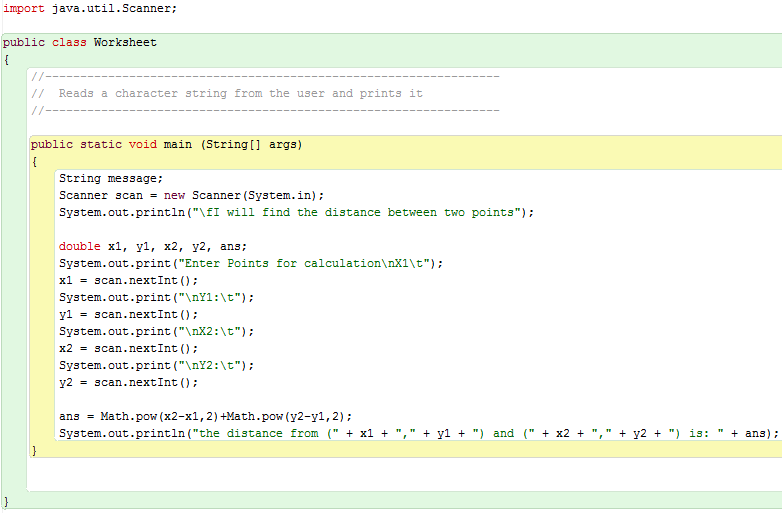 import java.util.Scanner;
public class Worksheet
{
//-----------------------------------------------------------------
//  Reads a character string from the user and prints it
//-----------------------------------------------------------------
public static void main (String[] args)
{
String message;
Scanner scan = new Scanner(System.in);
System.out.println("\fI will find the distance between two points");
double x1, y1, x2, y2, ans;
System.out.print("Enter Points for calculation\nX1\t");
x1 = scan.nextInt();
System.out.print("\nY1:\t");
y1 = scan.nextInt();
System.out.print("\nX2:\t");
x2 = scan.nextInt();
System.out.print("\nY2:\t");
y2 = scan.nextInt();
ans = Math.pow(x2-x1,2)+Math.pow(y2-y1,2);
System.out.println("the distance from (" + x1 + "," + y1 + ") and (" + x2 + "," + y2 + ") is: " + ans);
}
}